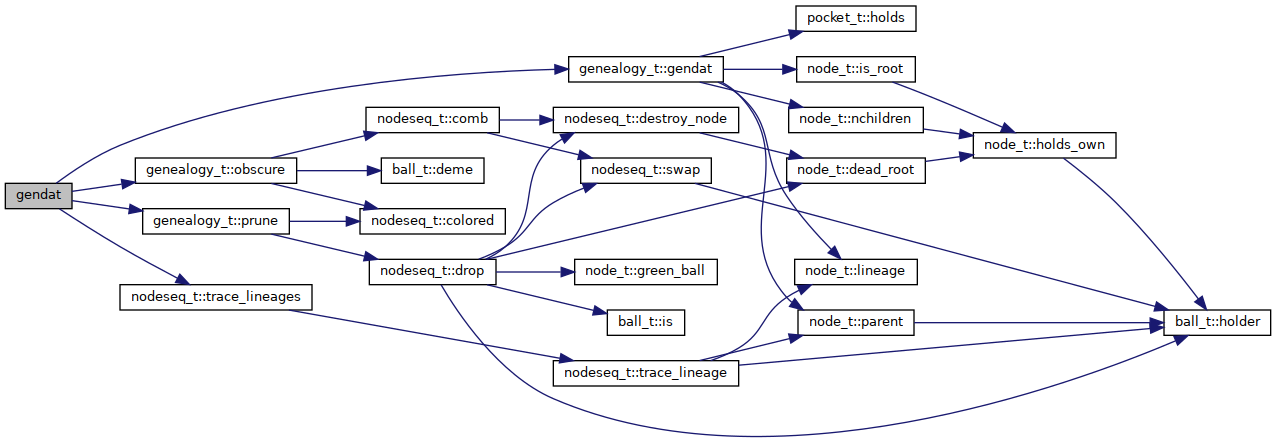 pocket_t::holds
genealogy_t::gendat
node_t::is_root
nodeseq_t::comb
nodeseq_t::destroy_node
node_t::nchildren
node_t::holds_own
genealogy_t::obscure
ball_t::deme
nodeseq_t::swap
node_t::dead_root
gendat
genealogy_t::prune
nodeseq_t::colored
nodeseq_t::drop
node_t::green_ball
node_t::lineage
nodeseq_t::trace_lineages
ball_t::is
node_t::parent
ball_t::holder
nodeseq_t::trace_lineage